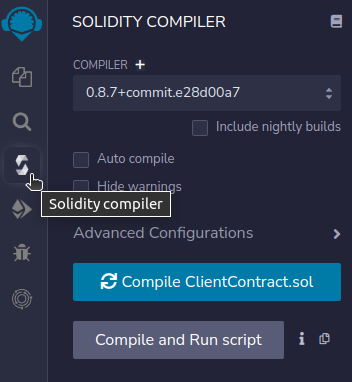 SOLIDITY COMPILER
COMPILER +
0.8.7+commit.e28d00a7
Include nightly builds
Auto compile
Hide warnings
Solidity compiler
Advanced Configurations
Compile ClientContract.sol
Compile and Run script